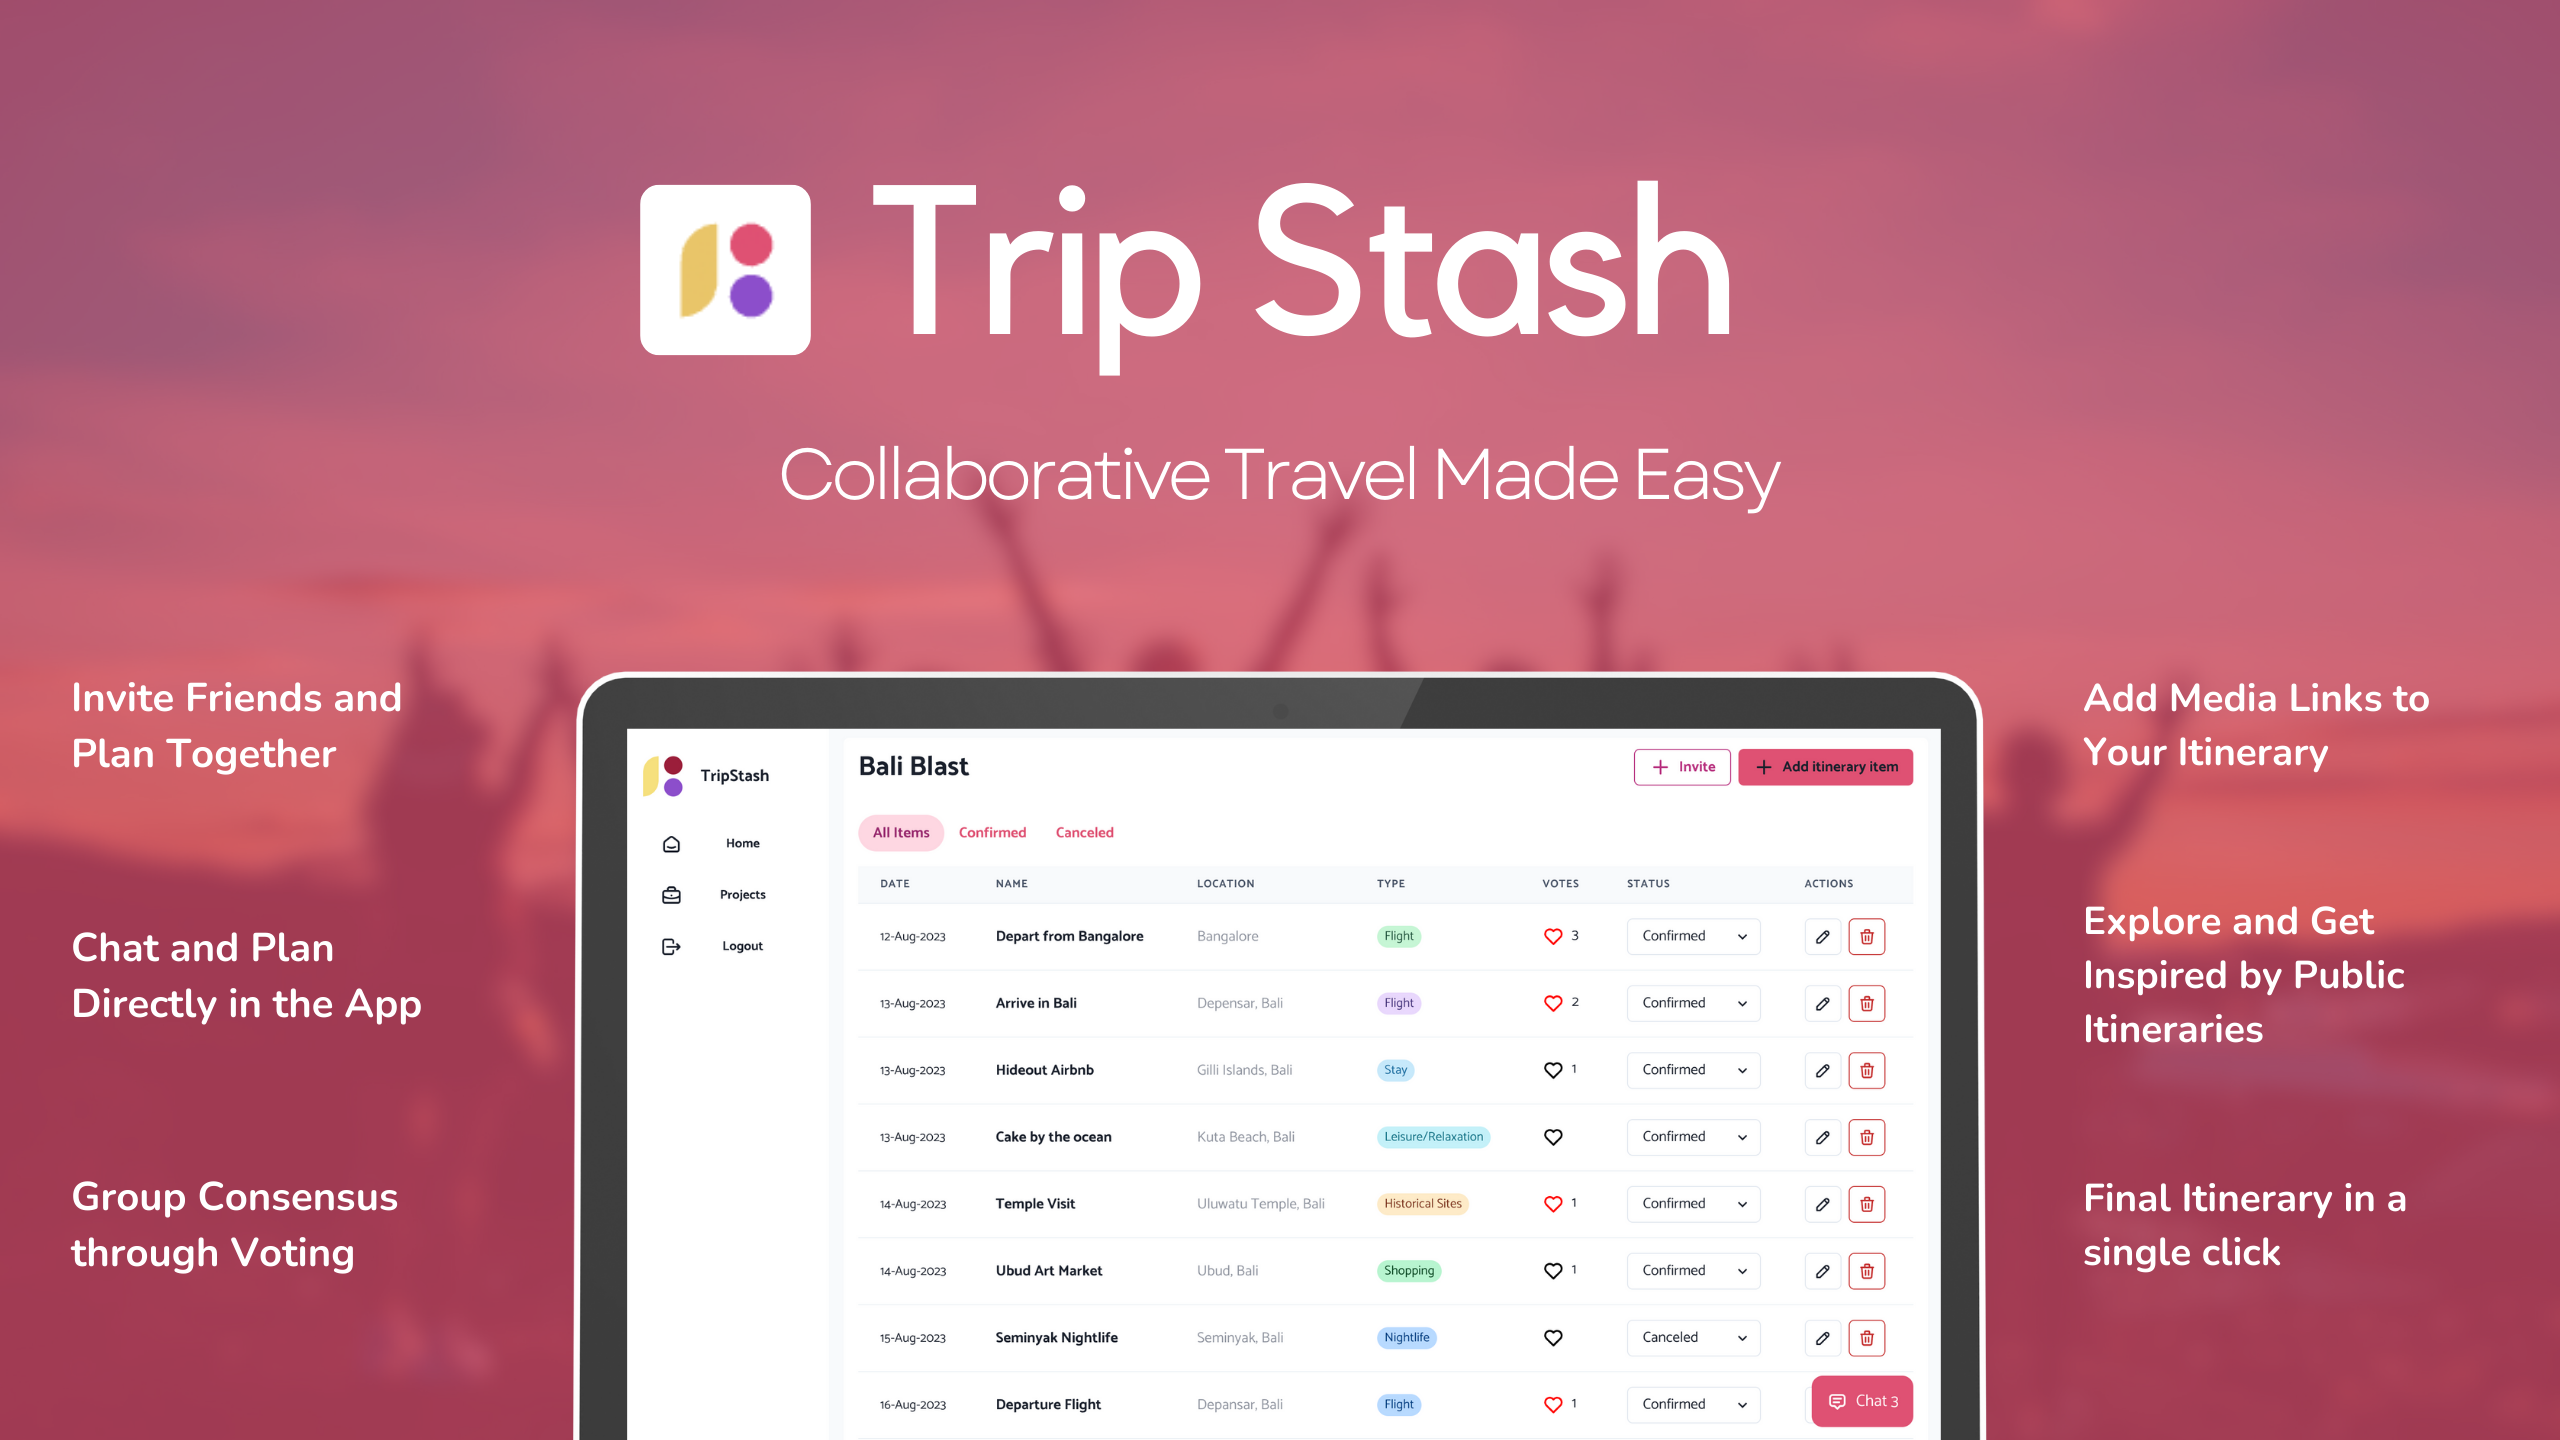 Trip Stash
Collaborative Travel Made Easy
Invite Friends and
Plan Together
Chat and Plan
Directly in the App
Group Consensus
through Voting
TripStash
Home
Projects
Logout
Bali Blast
Invite
Add itinerary item
All Items Confirmed Canceled
DATE NAME LOCATION TYPE VOTES STATUS ACTIONS
12-Aug-2023 Depart from Bangalore Bangalore Flight 3 Confirmed
13-Aug-2023 Arrive in Bali Depensar, Bali Flight 2 Confirmed
13-Aug-2023 Hideout Airbnb Gilli Islands, Bali Stay 1 Confirmed
13-Aug-2023 Cake by the ocean Kuta Beach, Bali Leisure/Relaxation Confirmed
14-Aug-2023 Temple Visit Uluwatu Temple, Bali Historical Sites 1 Confirmed
14-Aug-2023 Ubud Art Market Ubud, Bali Shopping 1 Confirmed
15-Aug-2023 Seminyak Nightlife Seminyak, Bali Nightlife Canceled
16-Aug-2023 Departure Flight Depansar, Bali Flight 1 Confirmed
Chat 3
Add Media Links to
Your Itinerary
Explore and Get
Inspired by Public
Itineraries
Final Itinerary in a
single click